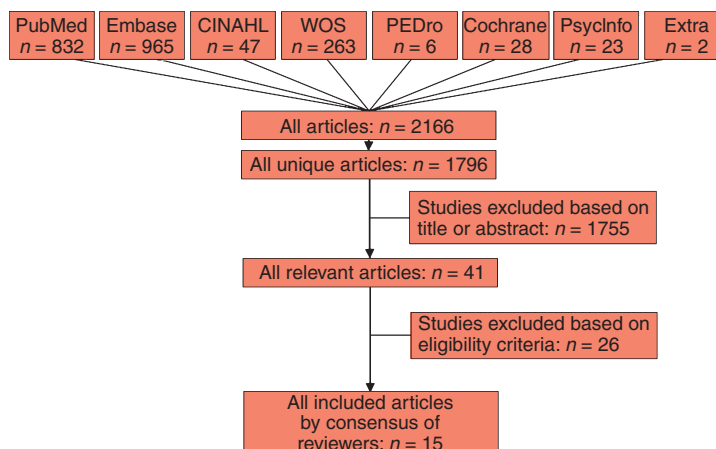 PubMed Embase CINAHL WOS PEDro Cochrane PsycInfo Extra
n = 832 n = 965 n = 47 n = 263 n = 6 n = 28 n = 23 n = 2
All articles: n = 2166
All unique articles: n = 1796
Studies excluded based on
title or abstract: n = 1755
All relevant articles: n = 41
Studies excluded based on
eligibility criteria: n = 26
All included articles
by consensus of
reviewers: n = 15